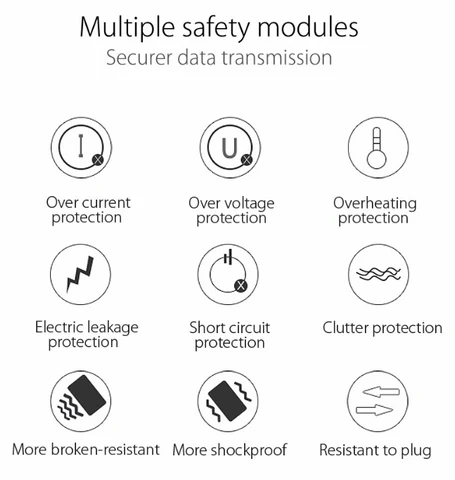 Multiple safety modules
Securer data transmission
I
X
U
X
Over current
protection
Over voltage
protection
Overheating
protection
X
Electric leakage
protection
Short circuit
protection
Clutter protection
More broken-resistant
More shockproof
Resistant to plug